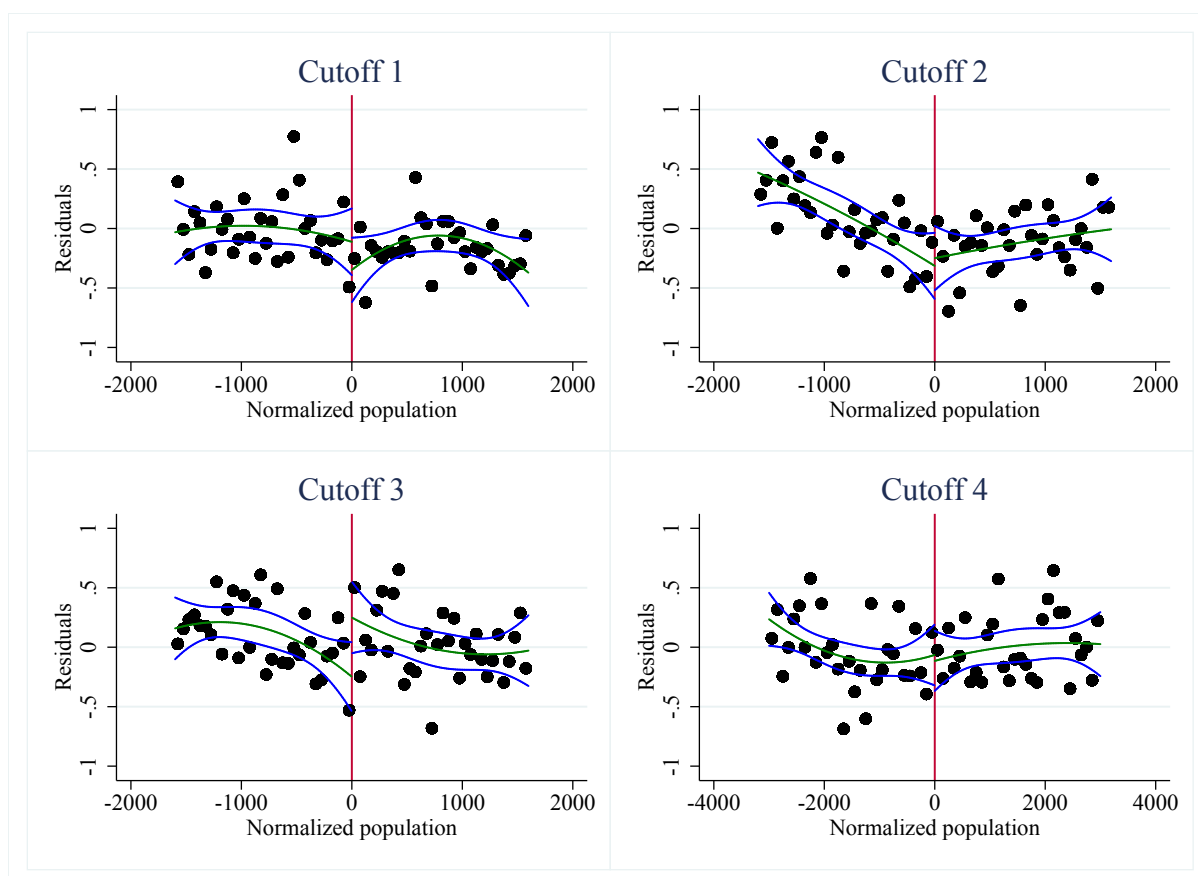 Cutoff 1
Residuals
1
.5
0
-.5
-1
-2000 -1000 0 1000 2000
Normalized population
Cutoff 2
Residuals
1
.5
0
-.5
-1
-2000 -1000 0 1000 2000
Normalized population
Cutoff 3
Residuals
1
.5
0
-.5
-1
-2000 -1000 0 1000 2000
Normalized population
Cutoff 4
Residuals
1
.5
0
-.5
-1
-4000 -2000 0 2000 4000
Normalized population